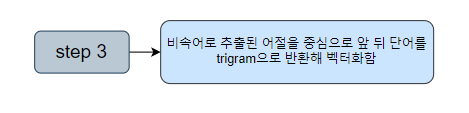 step 3
비속어로 추출된 어절을 중심으로 앞 뒤 단어를
trigram으로 반환해 벡터화함